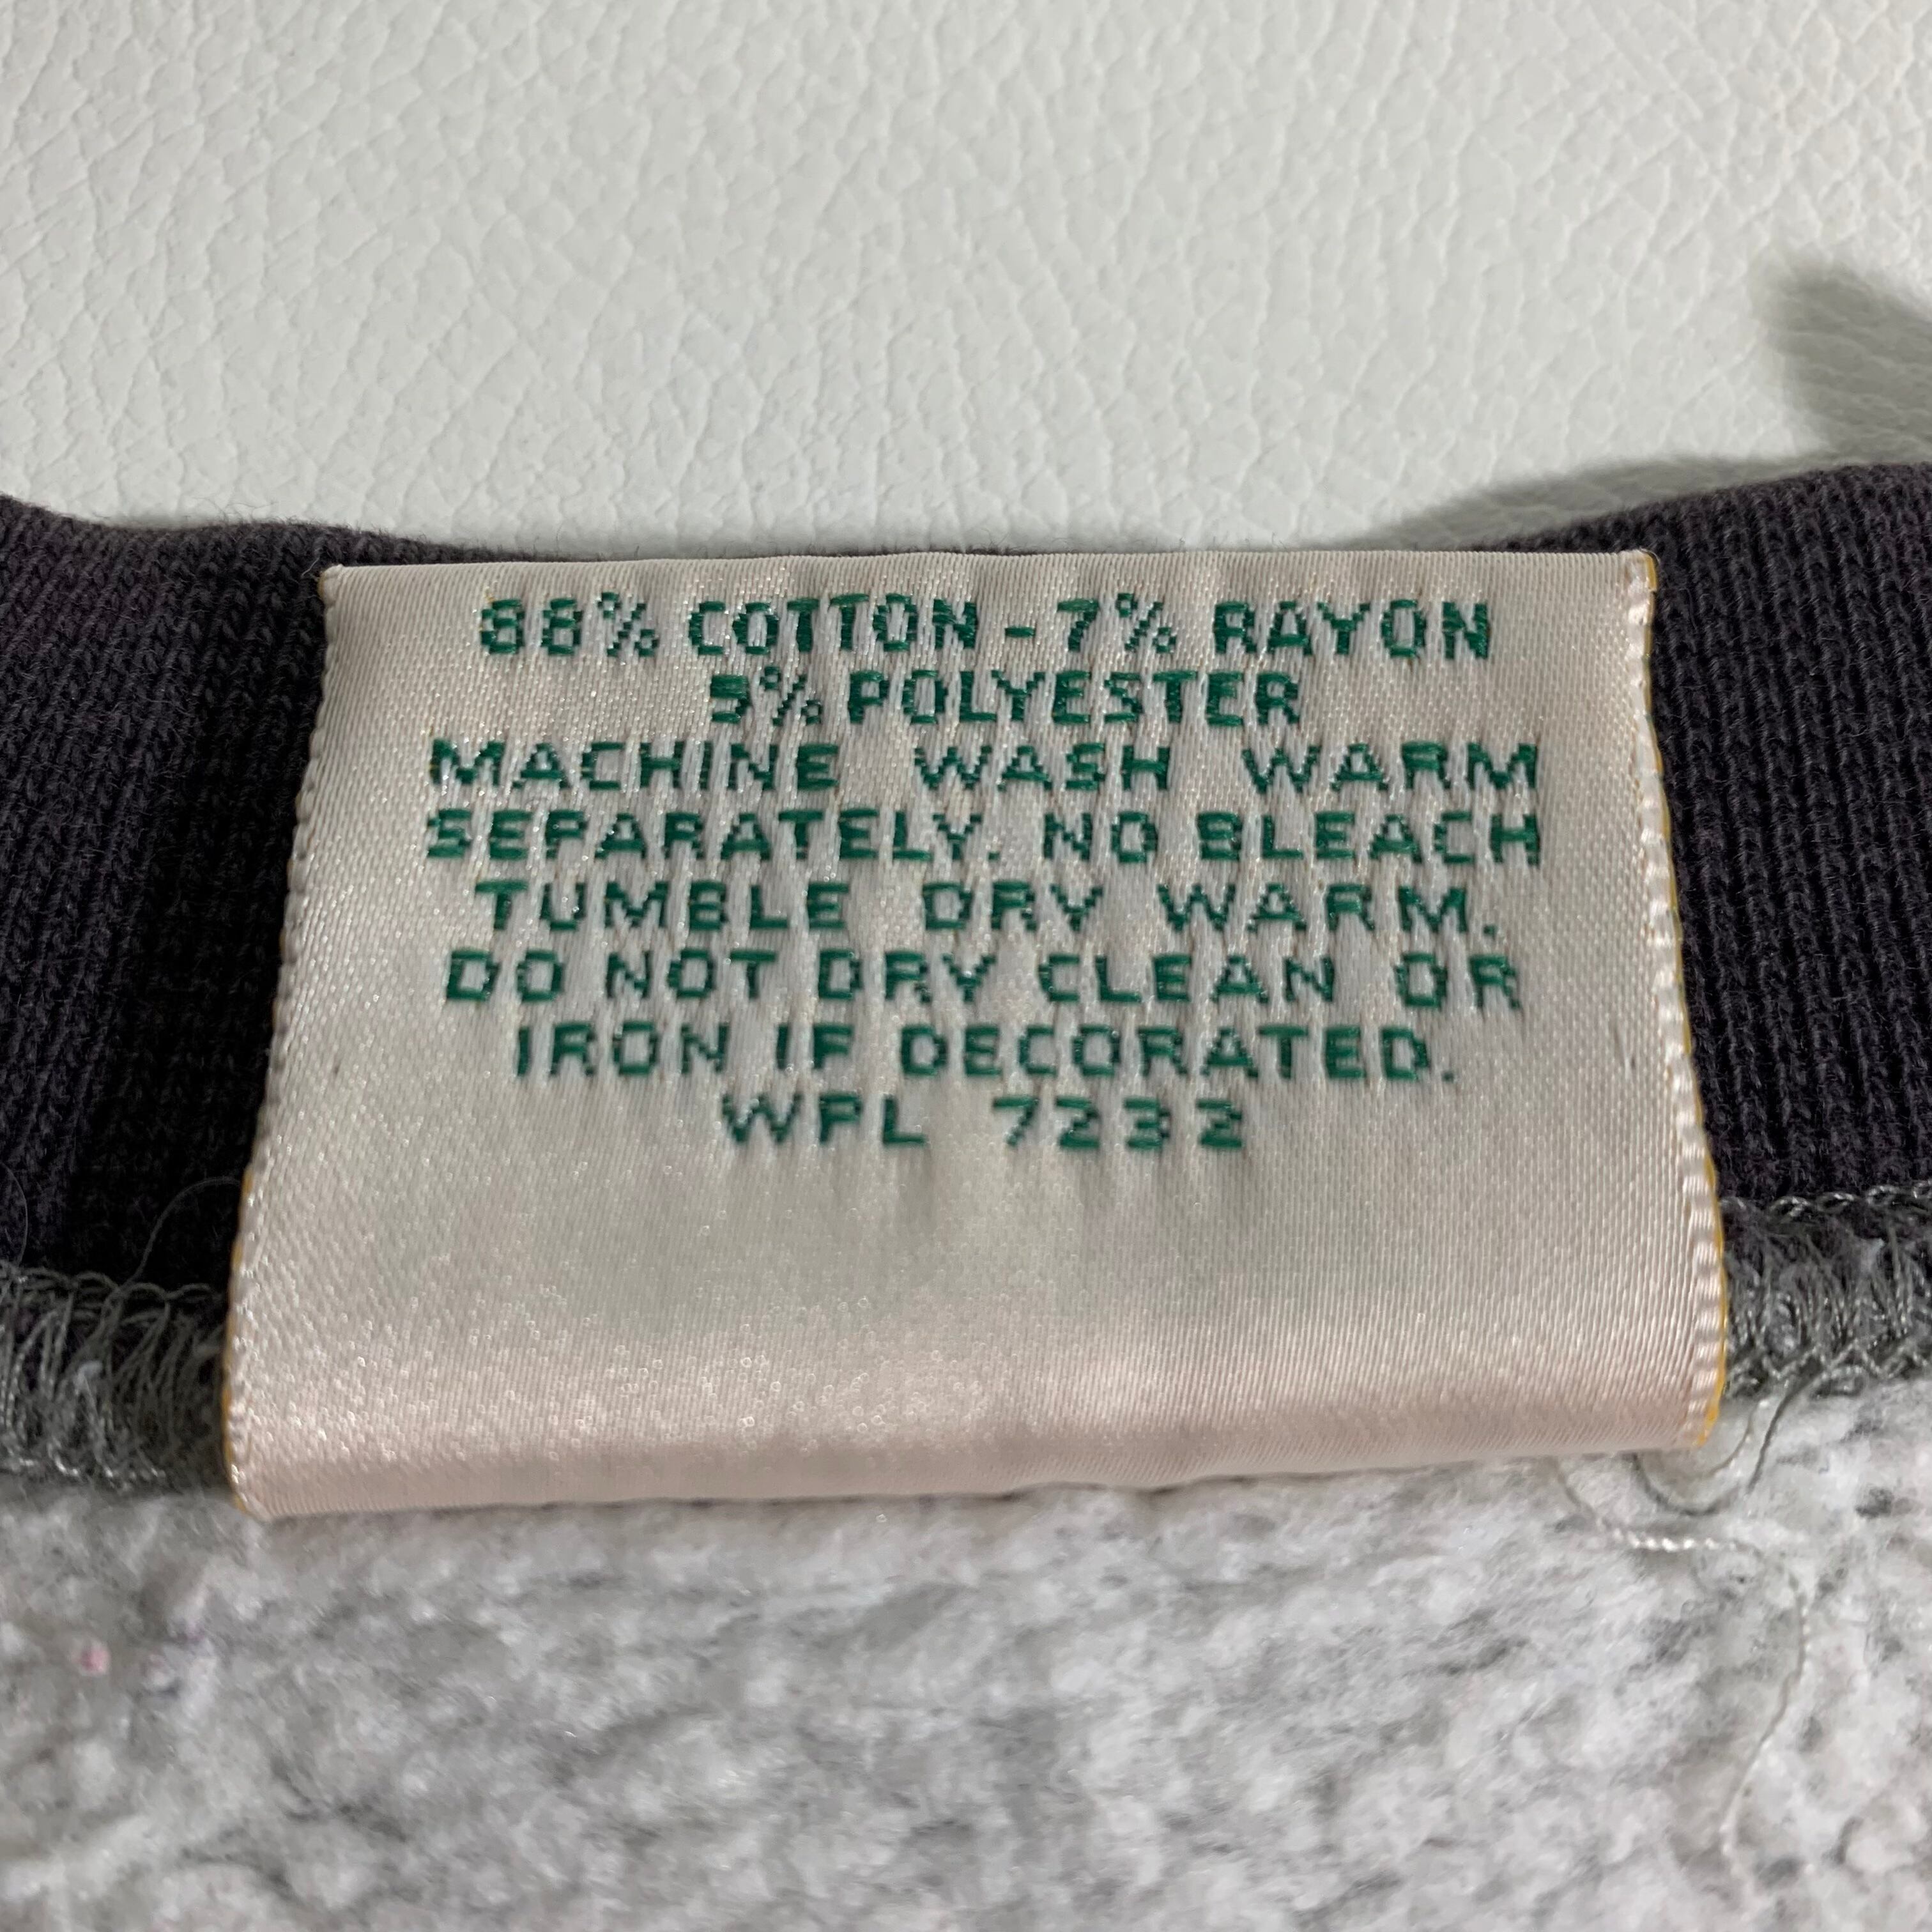 88% COTTON - 7% RAYON
5% POLYESTER
MACHINE WASH WARM
SEPARATELY. NO BLEACH
TUMBLE DRY WARM.
DO NOT DRY CLEAN OR
IRON IF DECORATED.
WPL 7232